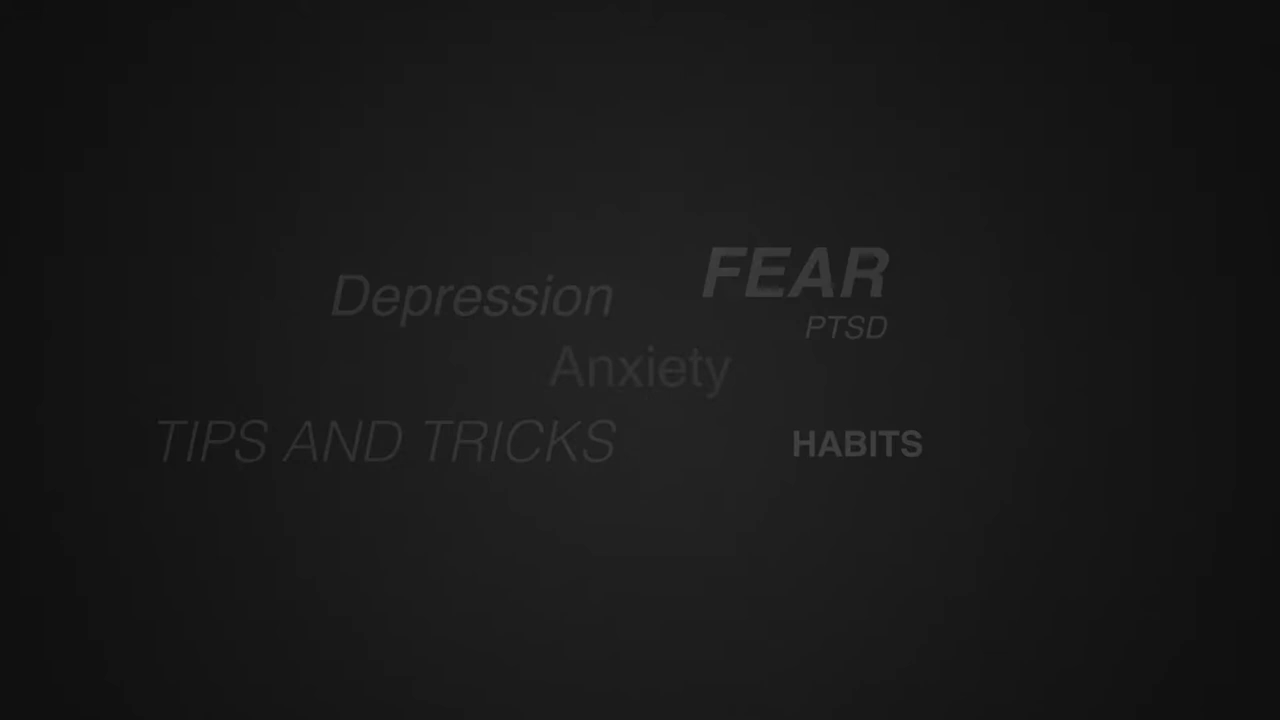 FEAR
Depression
PTSD
Anxiety
TIPS AND TRICKS
HABITS